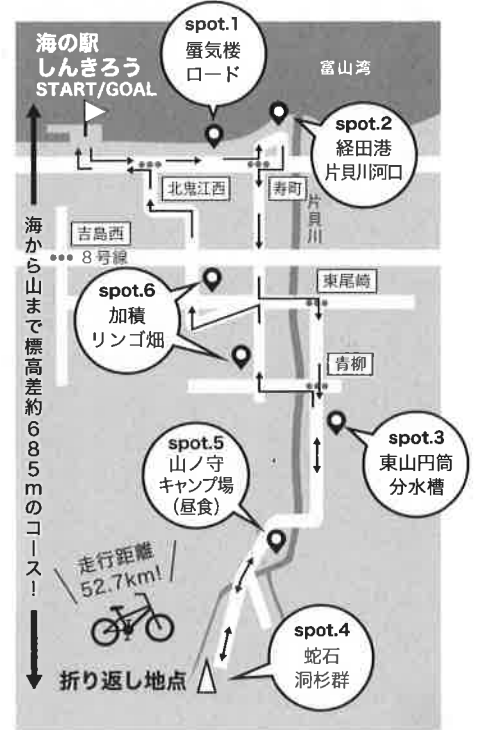 海の駅
しんきろう
START/GOAL
spot.1
蜃気楼
ロード
富山湾
spot.2
経田港
片貝川河口
北鬼江西
寿町
片貝川
吉島西
8号線
東尾崎
spot.6
加積
リンゴ畑
青柳
spot.3
東山円筒
分水槽
spot.5
山ノ守
キャンプ場
(昼食)
海から山まで標高差約685mのコース!
走行距離
52.7km!
spot.4
蛇石
洞杉群
折り返し地点